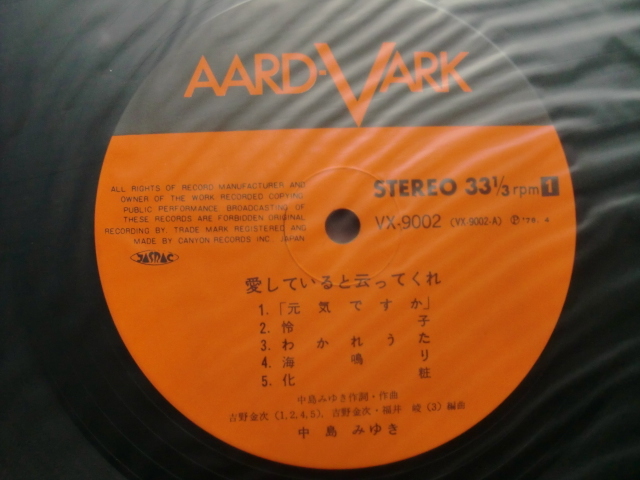 AARD-VARK
ALL RIGHTS OF RECORD MANUFACTURER AND
OWNER OF THE WORK RECORDED COPYING
PUBLIC PERFORMANCE BROADCASTING OF
THESE RECORDS ARE FORBIDDEN ORIGINAL
RECORDING BY. TRADE MARK REGISTERED AND
MADE BY CANYON RECORDS INC. JAPAN
JASRAC
STEREO 33 1/3 rpm 1
VX-9002 (VX-9002-A) Ⓟ'78. 4
愛していると云ってくれ
1.「元気ですか」
2. 怜子
3. わかれうた
4. 海鳴り
5. 化粧
中島みゆき作詞・作曲
吉野金次 (1,2,4,5)、吉野金次・福井 峻 (3) 編曲
中島みゆき